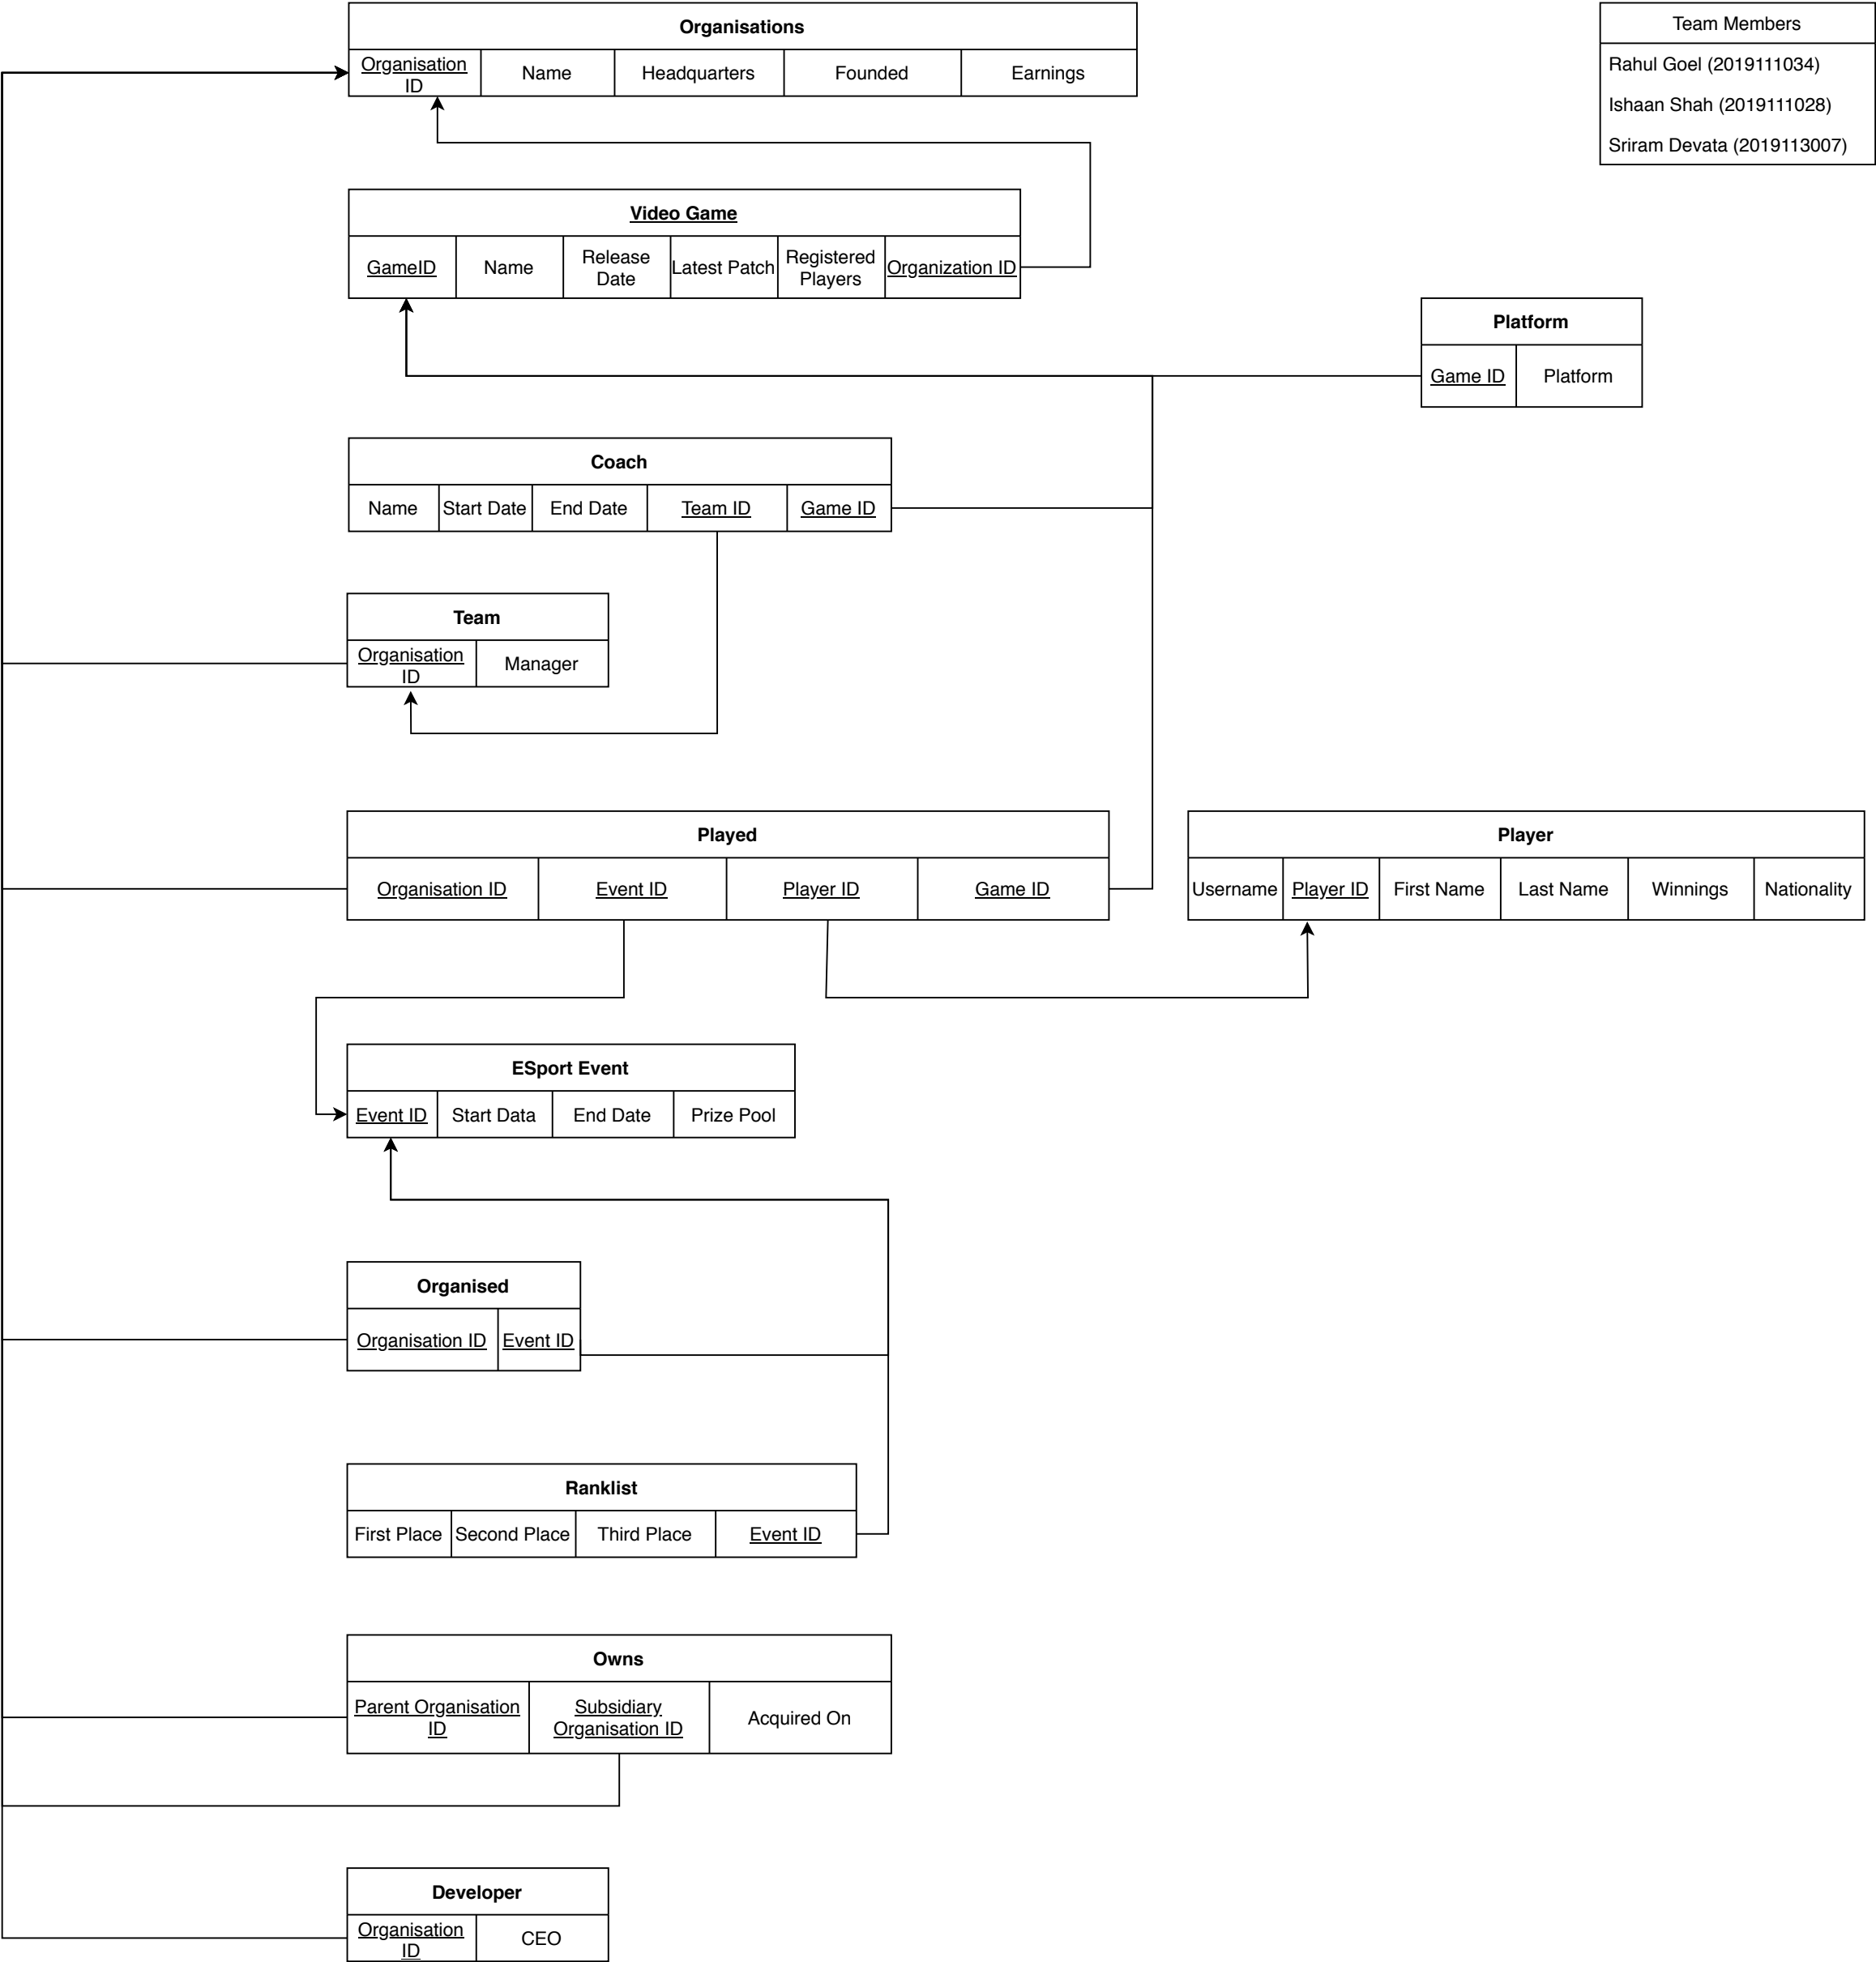 Organisations
Organisation
ID
Name
Headquarters
Founded
Earnings
Team Members
Rahul Goel (2019111034)
Ishaan Shah (2019111028)
Sriram Devata (2019113007)
Video Game
GameID
Name
Release
Date
Latest Patch
Registered
Players
Organization ID
Platform
Game ID
Platform
Coach
Name
Start Date
End Date
Team ID
Game ID
Team
Organisation
ID
Manager
Played
Organisation ID
Event ID
Player ID
Game ID
Player
Username
Player ID
First Name
Last Name
Winnings
Nationality
ESport Event
Event ID
Start Data
End Date
Prize Pool
Organised
Organisation ID
Event ID
Ranklist
First Place
Second Place
Third Place
Event ID
Owns
Parent Organisation
ID
Subsidiary
Organisation ID
Acquired On
Developer
Organisation
ID
CEO